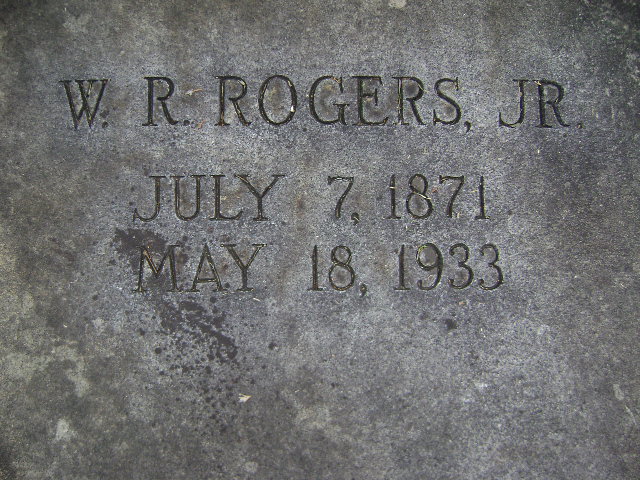 W. R. ROGERS, JR.
JULY 7, 1871
MAY 18, 1933